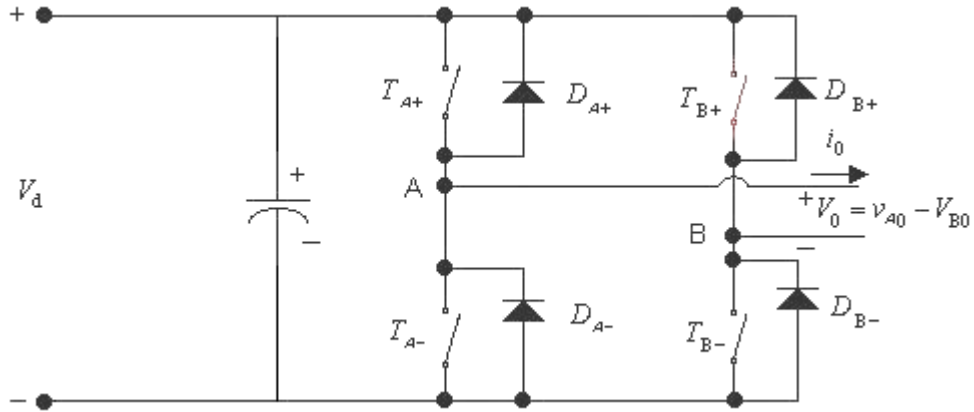 +
T_A+ D_A+ T_B+ D_B+
i_0
+
V_d
A
+ V_0 = v_A0 − V_B0
B
−
−
T_A− D_A− T_B− D_B−
−